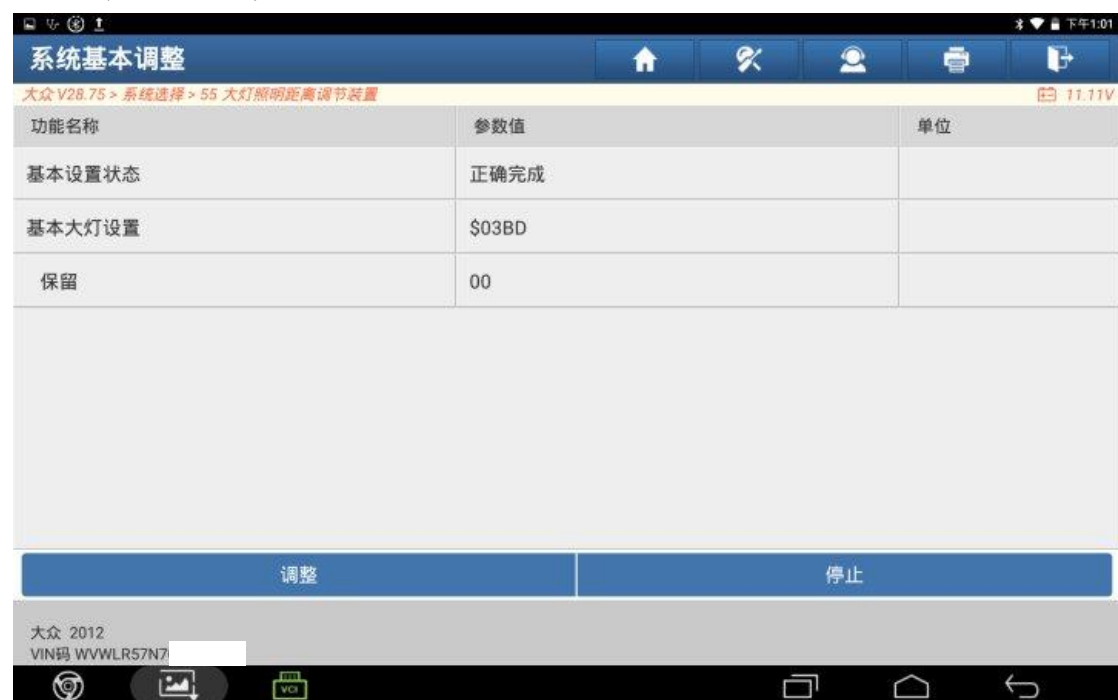 下午1:01
系统基本调整
大众 V28.75 > 系统选择 > 55 大灯照明距离调节装置
11.11V
功能名称 参数值 单位
基本设置状态 正确完成
基本大灯设置 $03BD
保留 00
调整 停止
大众 2012
VIN码 WVWLR57N7
VCI